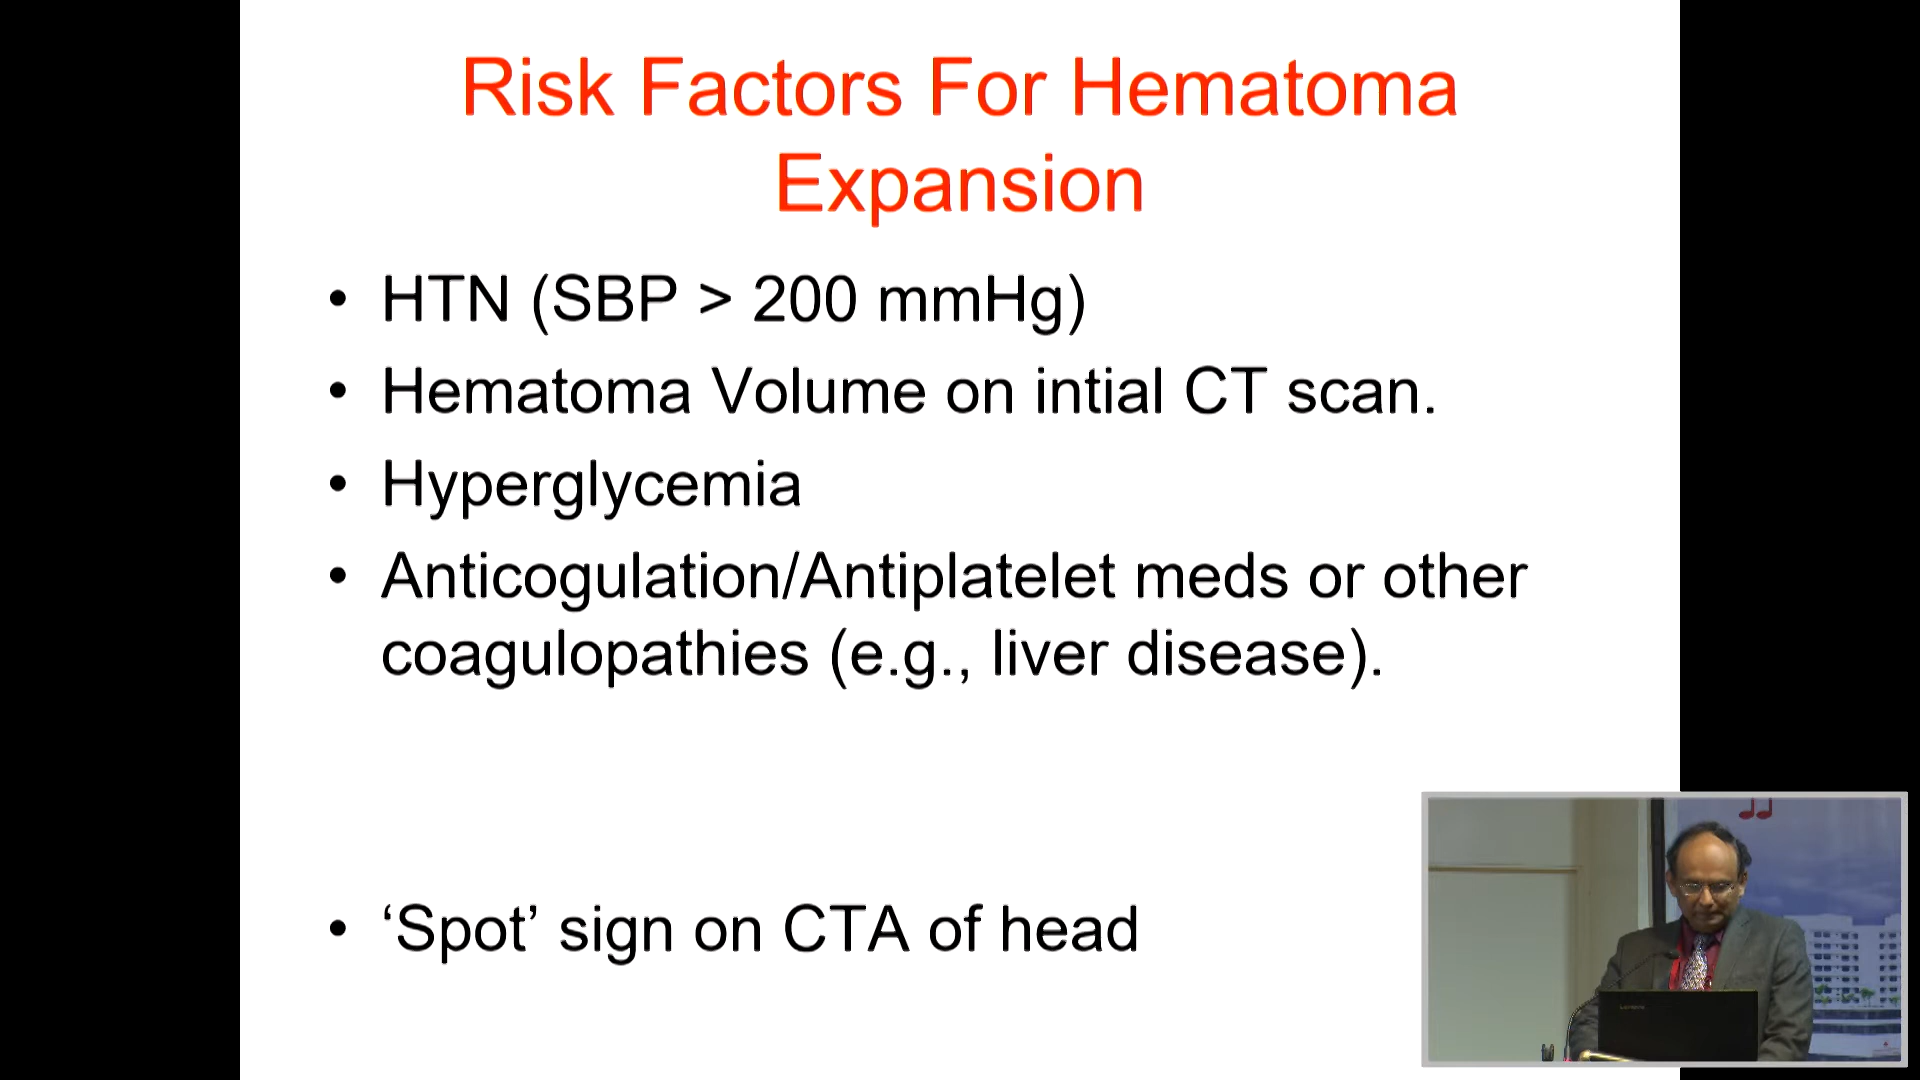 Risk Factors For Hematoma
Expansion
• HTN (SBP > 200 mmHg)
• Hematoma Volume on intial CT scan.
• Hyperglycemia
• Anticogulation/Antiplatelet meds or other
coagulopathies (e.g., liver disease).
• ‘Spot’ sign on CTA of head